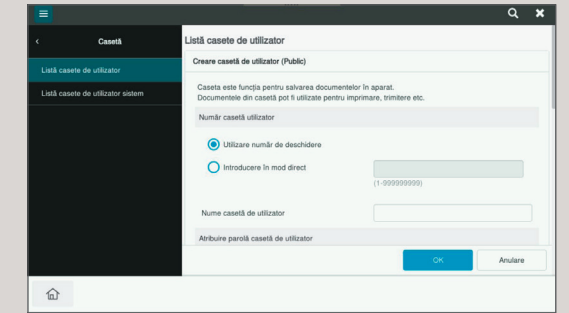 Casetă
Listă casete de utilizator
Listă casete de utilizator sistem
Listă casete de utilizator
Creare casetă de utilizator (Public)
Caseta este funcția pentru salvarea documentelor în aparat.
Documentele din casetă pot fi utilizate pentru imprimare, trimitere etc.
Număr casetă utilizator
Utilizare număr de deschidere
Introducere în mod direct
(1-999999999)
Nume casetă de utilizator
Atribuire parolă casetă de utilizator
OK
Anulare